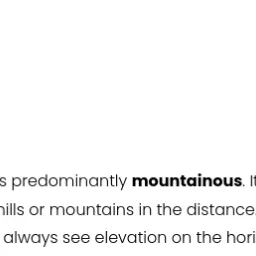 s predominantly mountainous. It
hills or mountains in the distance.
always see elevation on the hori